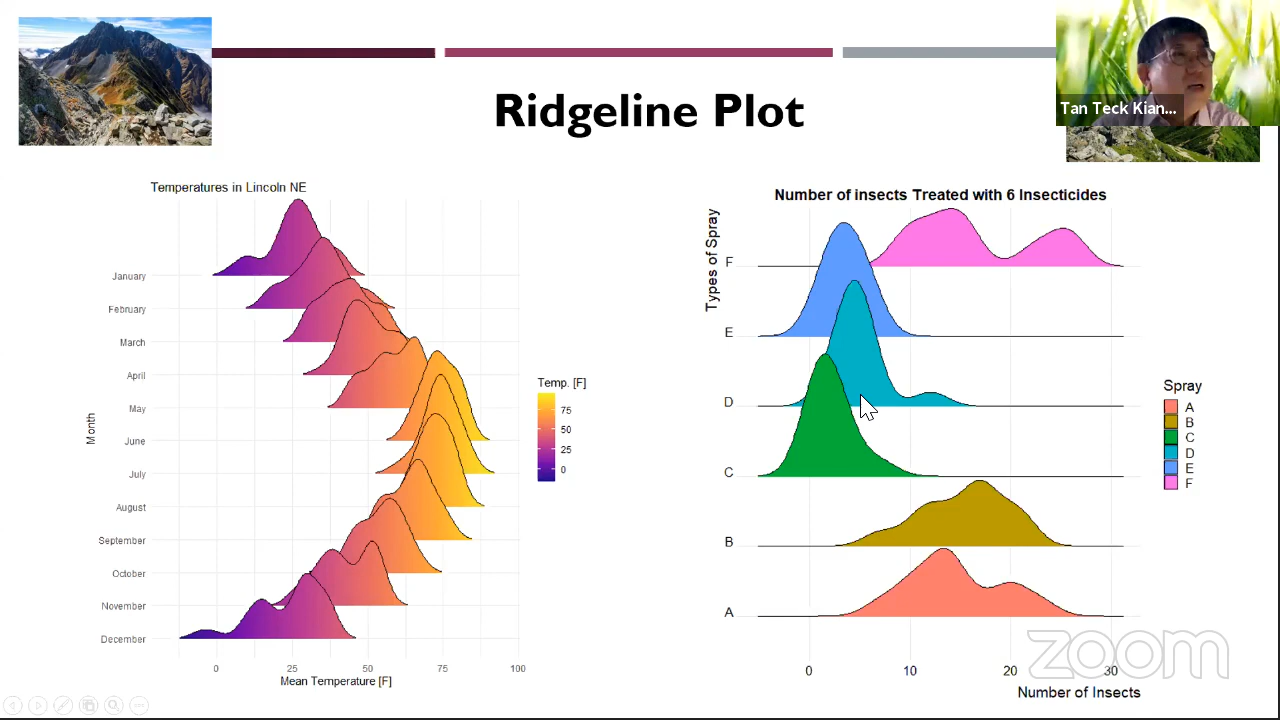 Tan Teck Kian...
Ridgeline Plot
Temperatures in Lincoln NE
Month
January
February
March
April
May
June
July
August
September
October
November
December
0 25 50 75 100
Mean Temperature [F]
Temp. [F]
75
50
25
0
Number of insects Treated with 6 Insecticides
Types of Spray
F
E
D
C
B
A
0 10 20 30
Number of Insects
Spray
A
B
C
D
E
F
zoom